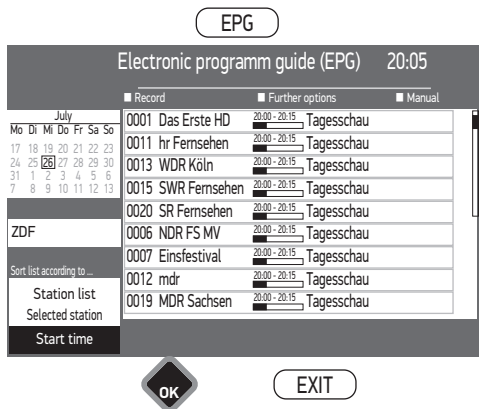 EPG
Electronic programm guide (EPG) 20:05
Record Further options Manual
July
Mo Di Mi Do Fr Sa So
17 18 19 20 21 22 23
24 25 26 27 28 29 30
31 1 2 3 4 5 6
7 8 9 10 11 12 13
ZDF
Sort list according to ...
Station list
Selected station
Start time
0001 Das Erste HD 20:00 - 20:15 Tagesschau
0011 hr Fernsehen 20:00 - 20:15 Tagesschau
0013 WDR Köln 20:00 - 20:15 Tagesschau
0015 SWR Fernsehen 20:00 - 20:15 Tagesschau
0020 SR Fernsehen 20:00 - 20:15 Tagesschau
0006 NDR FS MV 20:00 - 20:15 Tagesschau
0007 Einsfestival 20:00 - 20:15 Tagesschau
0012 mdr 20:00 - 20:15 Tagesschau
0019 MDR Sachsen 20:00 - 20:15 Tagesschau
OK
EXIT